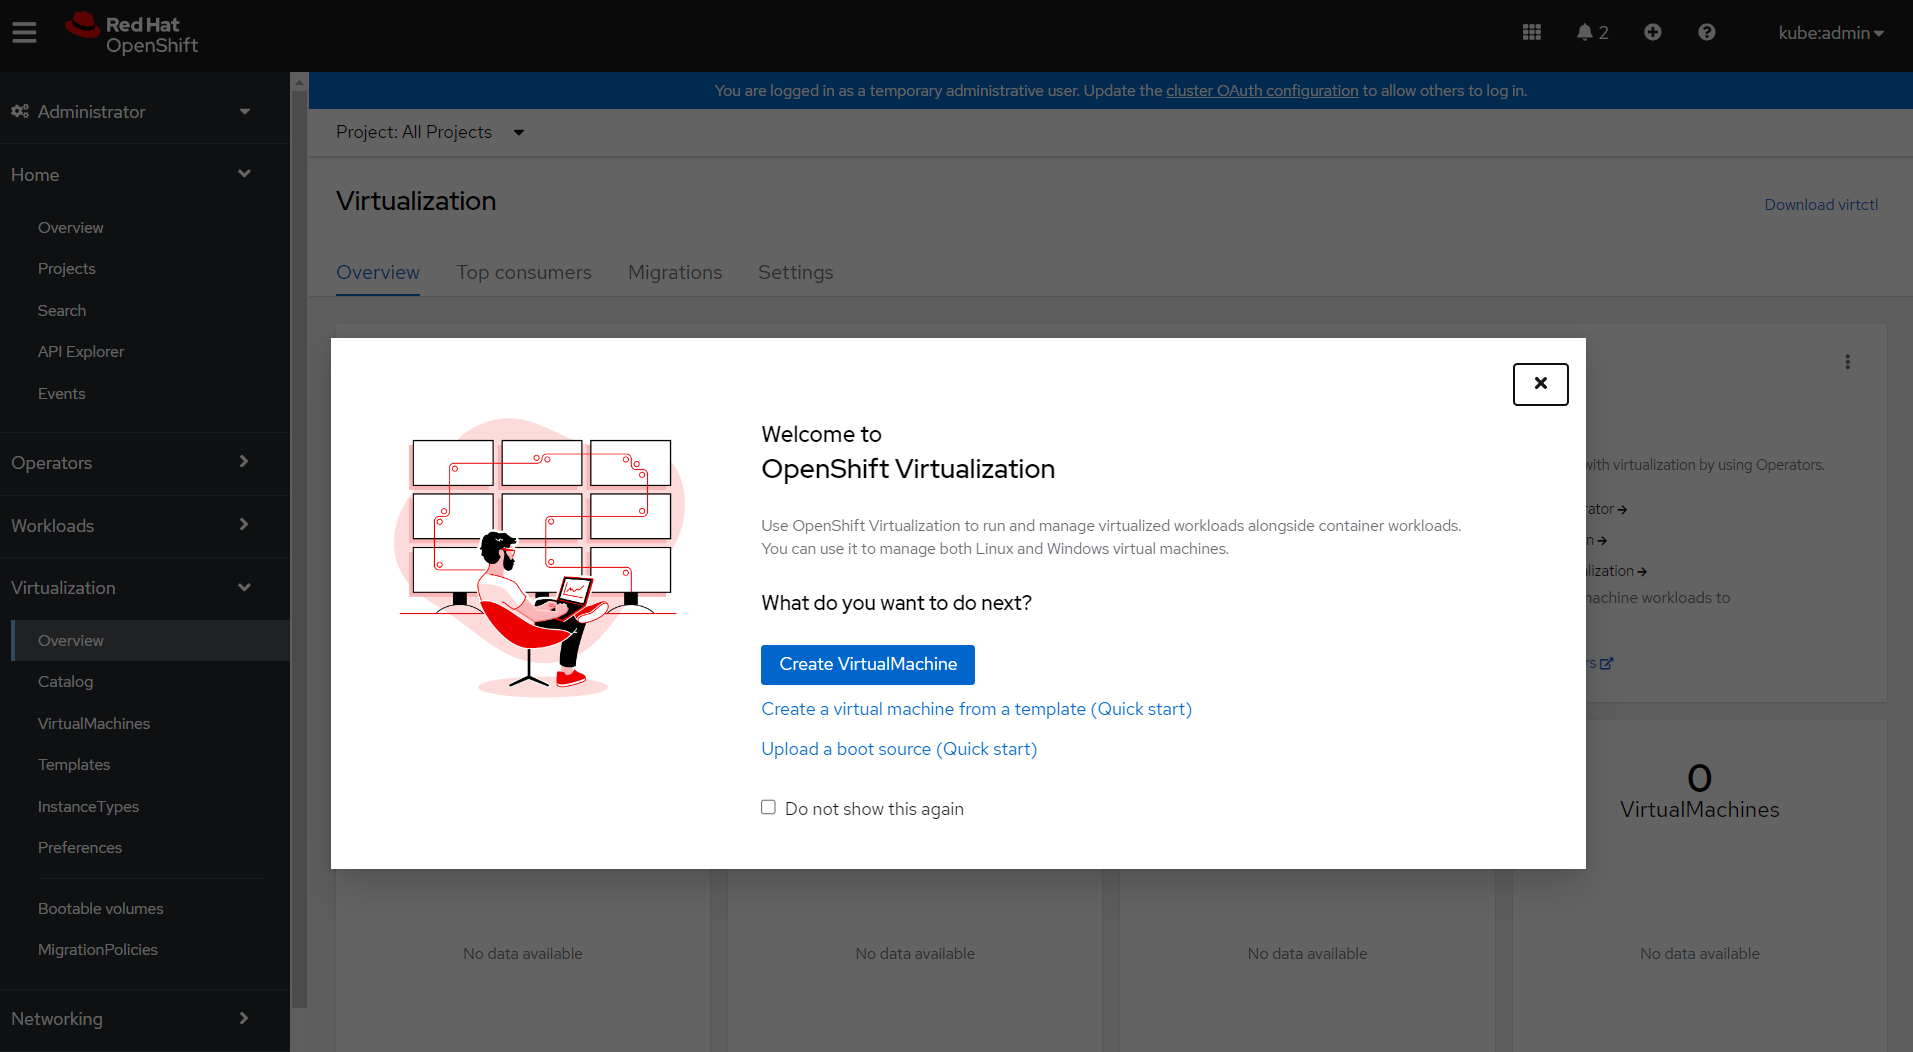 Red Hat
OpenShift
2
kube:admin
Administrator
Home
Overview
Projects
Search
API Explorer
Events
Operators
Workloads
Virtualization
Overview
Catalog
VirtualMachines
Templates
InstanceTypes
Preferences
Bootable volumes
MigrationPolicies
Networking
You are logged in as a temporary administrative user. Update the cluster OAuth configuration to allow others to log in.
Project: All Projects
Virtualization
Download virtctl
Overview Top consumers Migrations Settings
Welcome to
OpenShift Virtualization
Use OpenShift Virtualization to run and manage virtualized workloads alongside container workloads.
You can use it to manage both Linux and Windows virtual machines.
What do you want to do next?
Create VirtualMachine
Create a virtual machine from a template (Quick start)
Upload a boot source (Quick start)
Do not show this again
with virtualization by using Operators.
workloads to
0
VirtualMachines
No data available
No data available
No data available
No data available